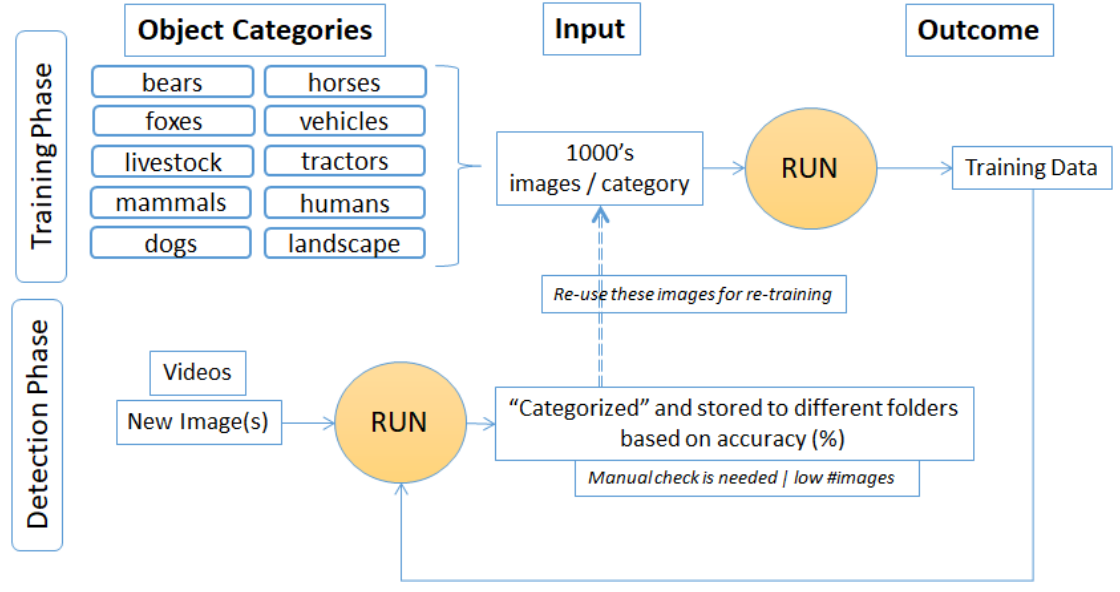 Object Categories
Input
Outcome
Training Phase
bears
horses
foxes
vehicles
livestock
tractors
mammals
humans
dogs
landscape
1000's
images / category
RUN
Training Data
Re-use these images for re-training
Detection Phase
Videos
New Image(s)
RUN
“Categorized” and stored to different folders
based on accuracy (%)
Manual check is needed | low #images